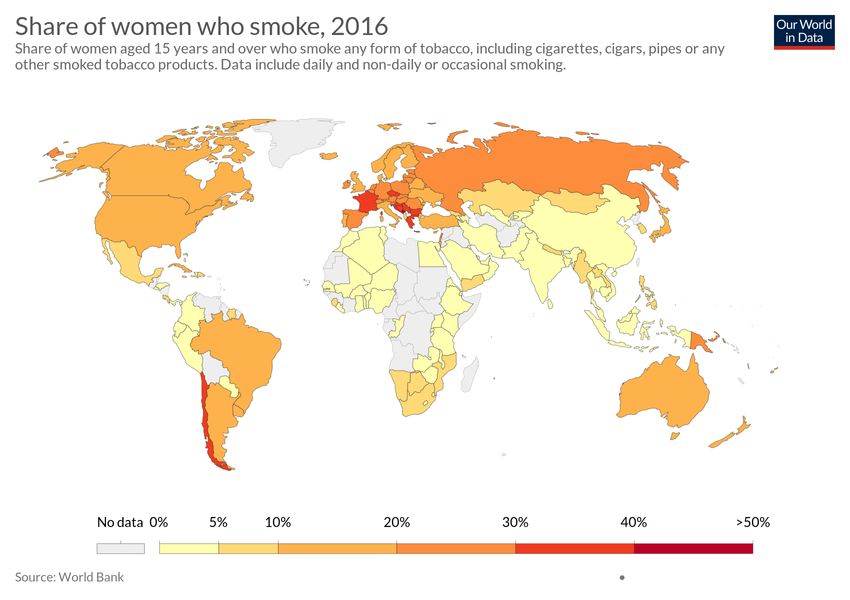 Share of women who smoke, 2016
Our World
in Data
Share of women aged 15 years and over who smoke any form of tobacco, including cigarettes, cigars, pipes or any
other smoked tobacco products. Data include daily and non-daily or occasional smoking.
No data 0% 5% 10% 20% 30% 40% >50%
Source: World Bank